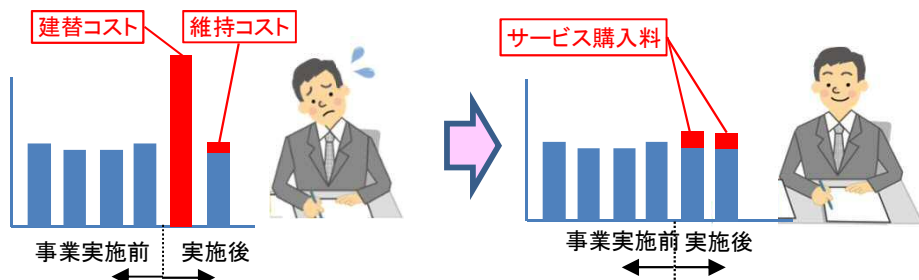 建替コスト
維持コスト
事業実施前
実施後
サービス購入料
事業実施前
実施後